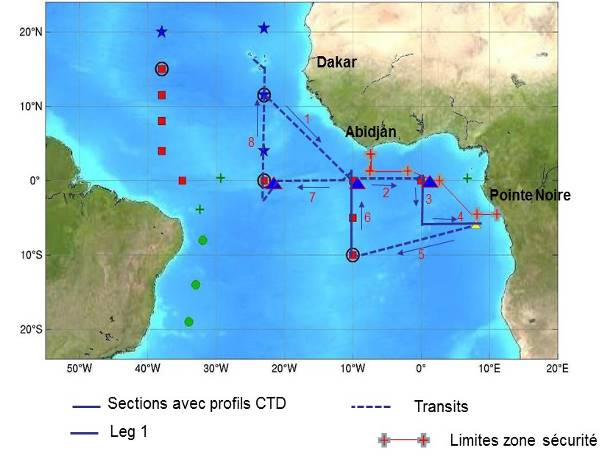 20°N
10°N
0°
10°S
20°S
Dakar
Abidján
Pointe Noire
1
2
3
4
5
6
7
8
50°W
40°W
30°W
20°W
10°W
0°
10°E
20°E
Sections avec profils CTD
Transits
Leg 1
Limites zone sécurité